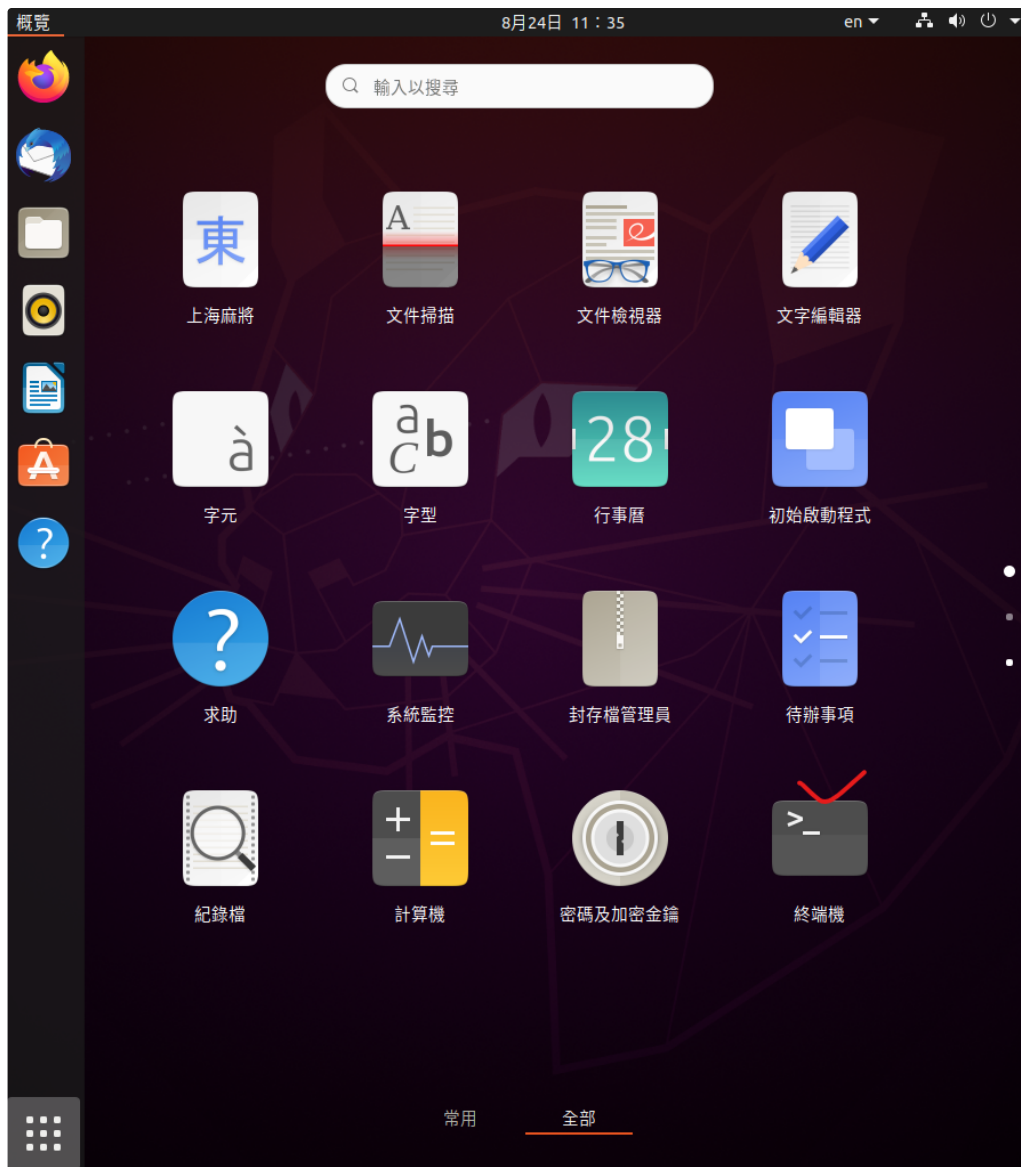 概覽 8月24日 11：35 en
輸入以搜尋
上海麻將 文件掃描 文件檢視器 文字編輯器
字元 字型 行事曆 初始啟動程式
求助 系統監控 封存檔管理員 待辦事項
紀錄檔 計算機 密碼及加密金鑰 終端機
常用 全部